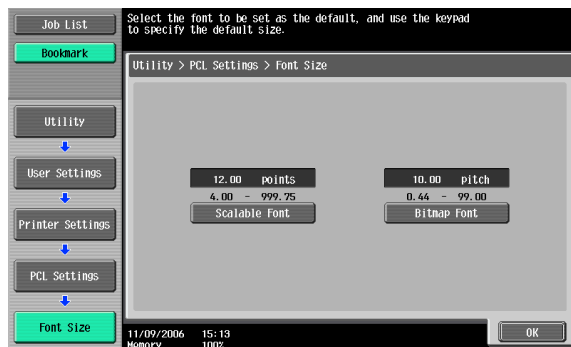 Job List
Select the font to be set as the default, and use the keypad
to specify the default size.
Bookmark
Utility > PCL Settings > Font Size
Utility
User Settings
Printer Settings
PCL Settings
Font Size
12.00 points
4.00 - 999.75
Scalable Font
10.00 pitch
0.44 - 99.00
Bitmap Font
11/09/2006 15:13
Memory 100%
OK